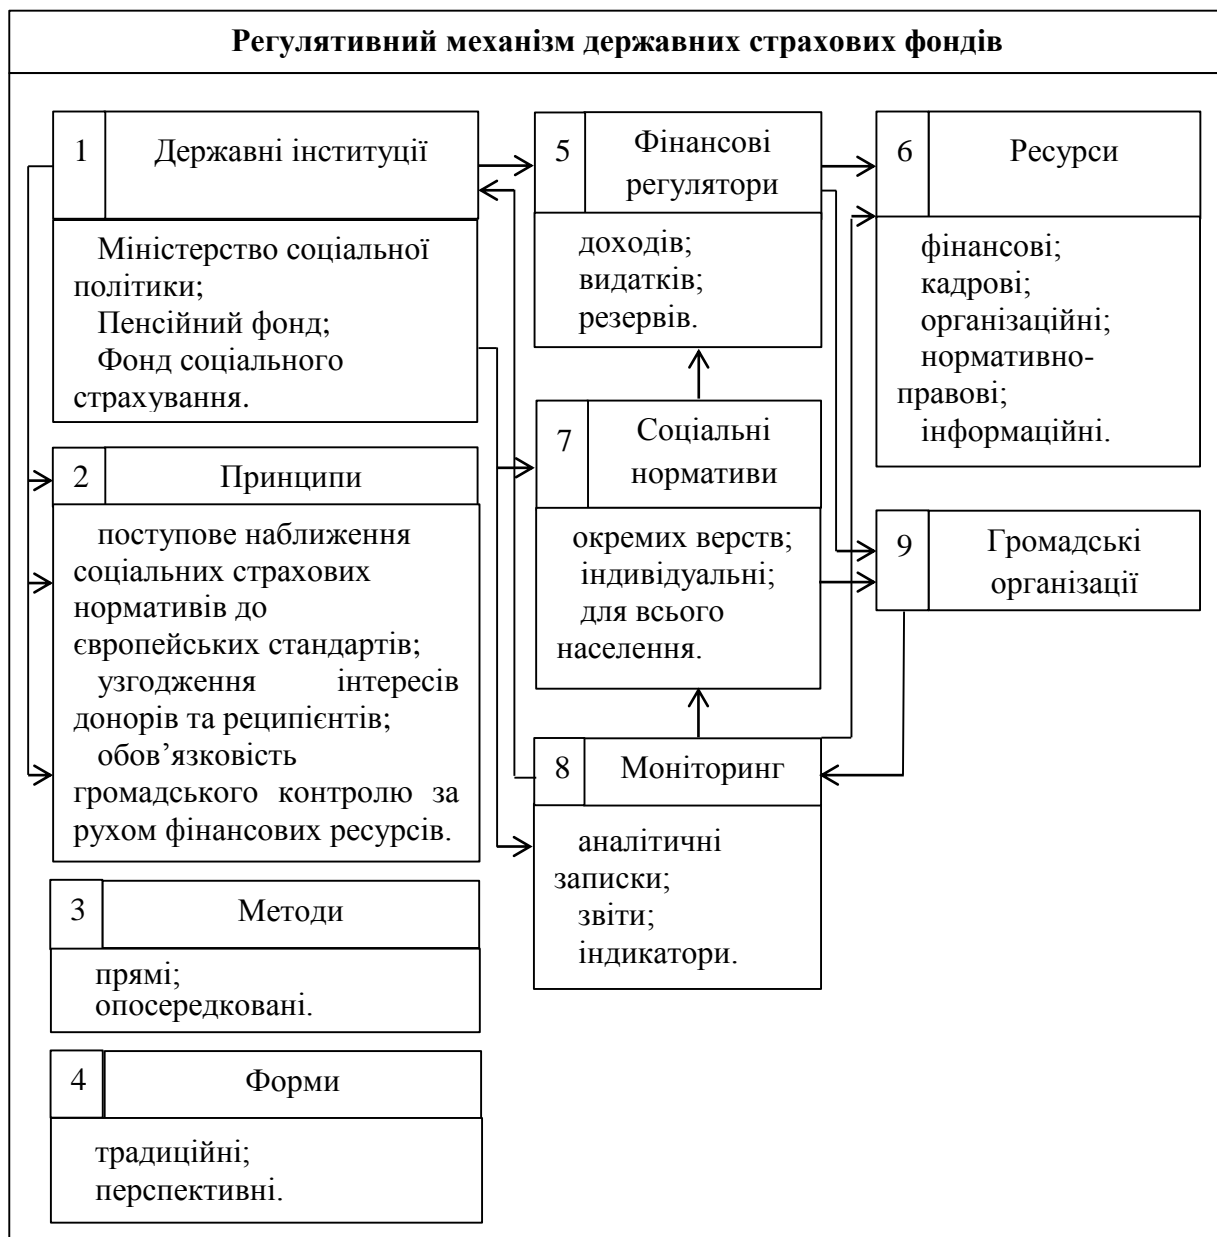 Регулятивний механізм державних страхових фондів
1 Державні інституції
Міністерство соціальної
політики;
Пенсійний фонд;
Фонд соціального
страхування.
2 Принципи
поступове наближення
соціальних страхових
нормативів до
європейських стандартів;
узгодження інтересів
донорів та реципієнтів;
обов’язковість
громадського контролю за
рухом фінансових ресурсів.
3 Методи
прямі;
опосередковані.
4 Форми
традиційні;
перспективні.
5 Фінансові
регулятори
доходів;
видатків;
резервів.
6 Ресурси
фінансові;
кадрові;
організаційні;
нормативно-
правові;
інформаційні.
7 Соціальні
нормативи
окремих верств;
індивідуальні;
для всього
населення.
8 Моніторинг
аналітичні
записки;
звіти;
індикатори.
9 Громадські
організації